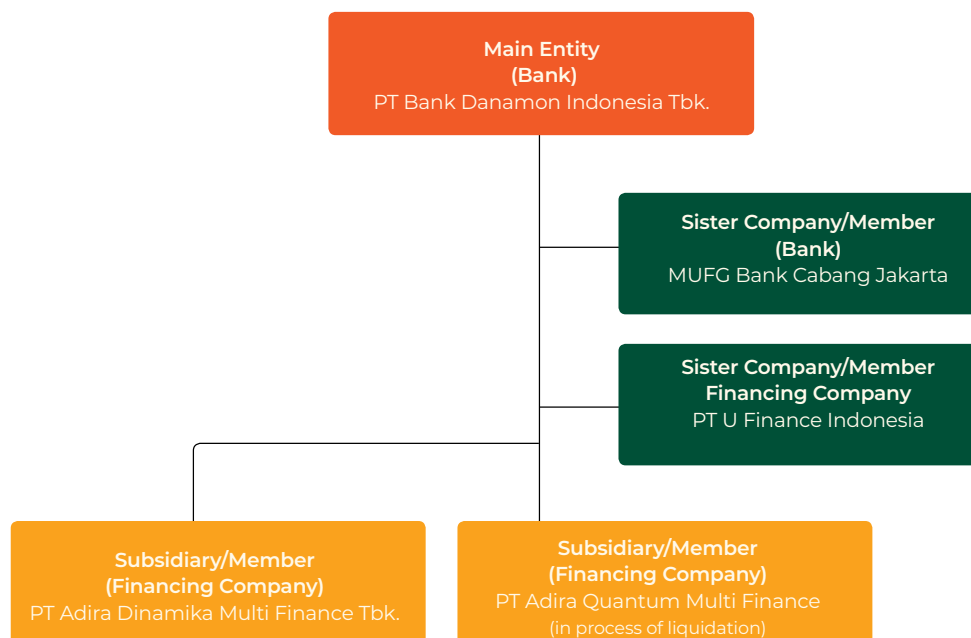 Main Entity
(Bank)
PT Bank Danamon Indonesia Tbk.
Sister Company/Member
(Bank)
MUFG Bank Cabang Jakarta
Sister Company/Member
Financing Company
PT U Finance Indonesia
Subsidiary/Member
(Financing Company)
PT Adira Dinamika Multi Finance Tbk.
Subsidiary/Member
(Financing Company)
PT Adira Quantum Multi Finance
(in process of liquidation)